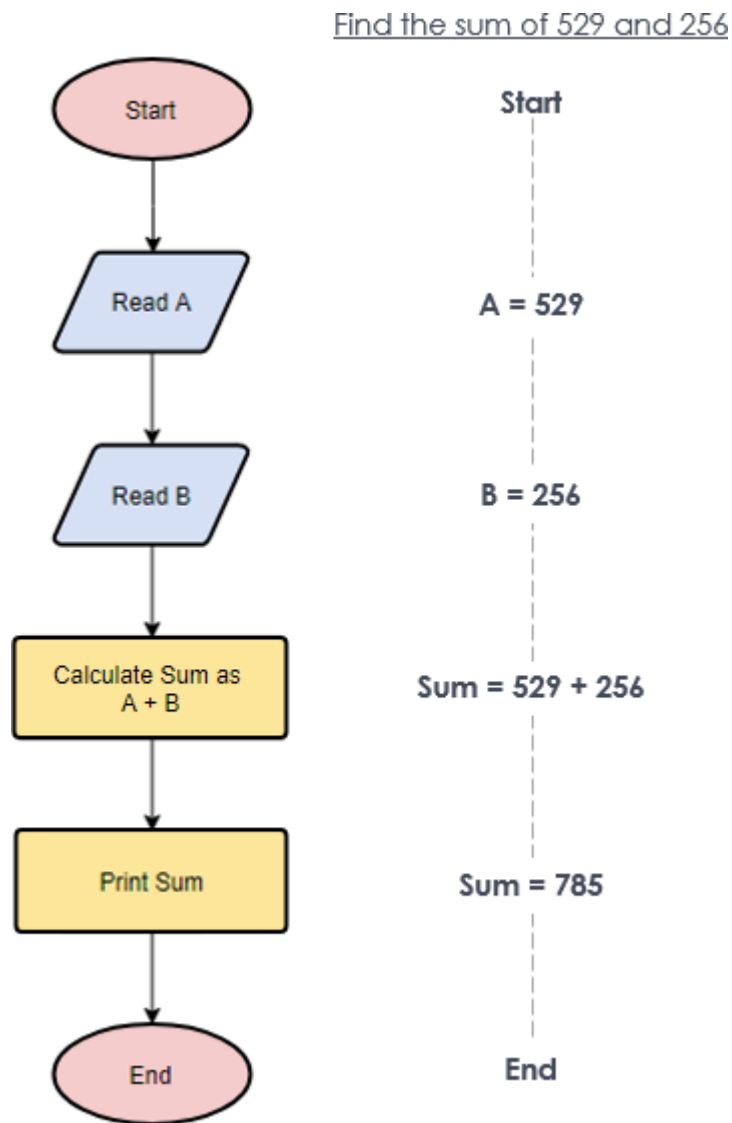 Find the sum of 529 and 256
Start
Start
Read A
A = 529
Read B
B = 256
Calculate Sum as
A + B
Sum = 529 + 256
Print Sum
Sum = 785
End
End